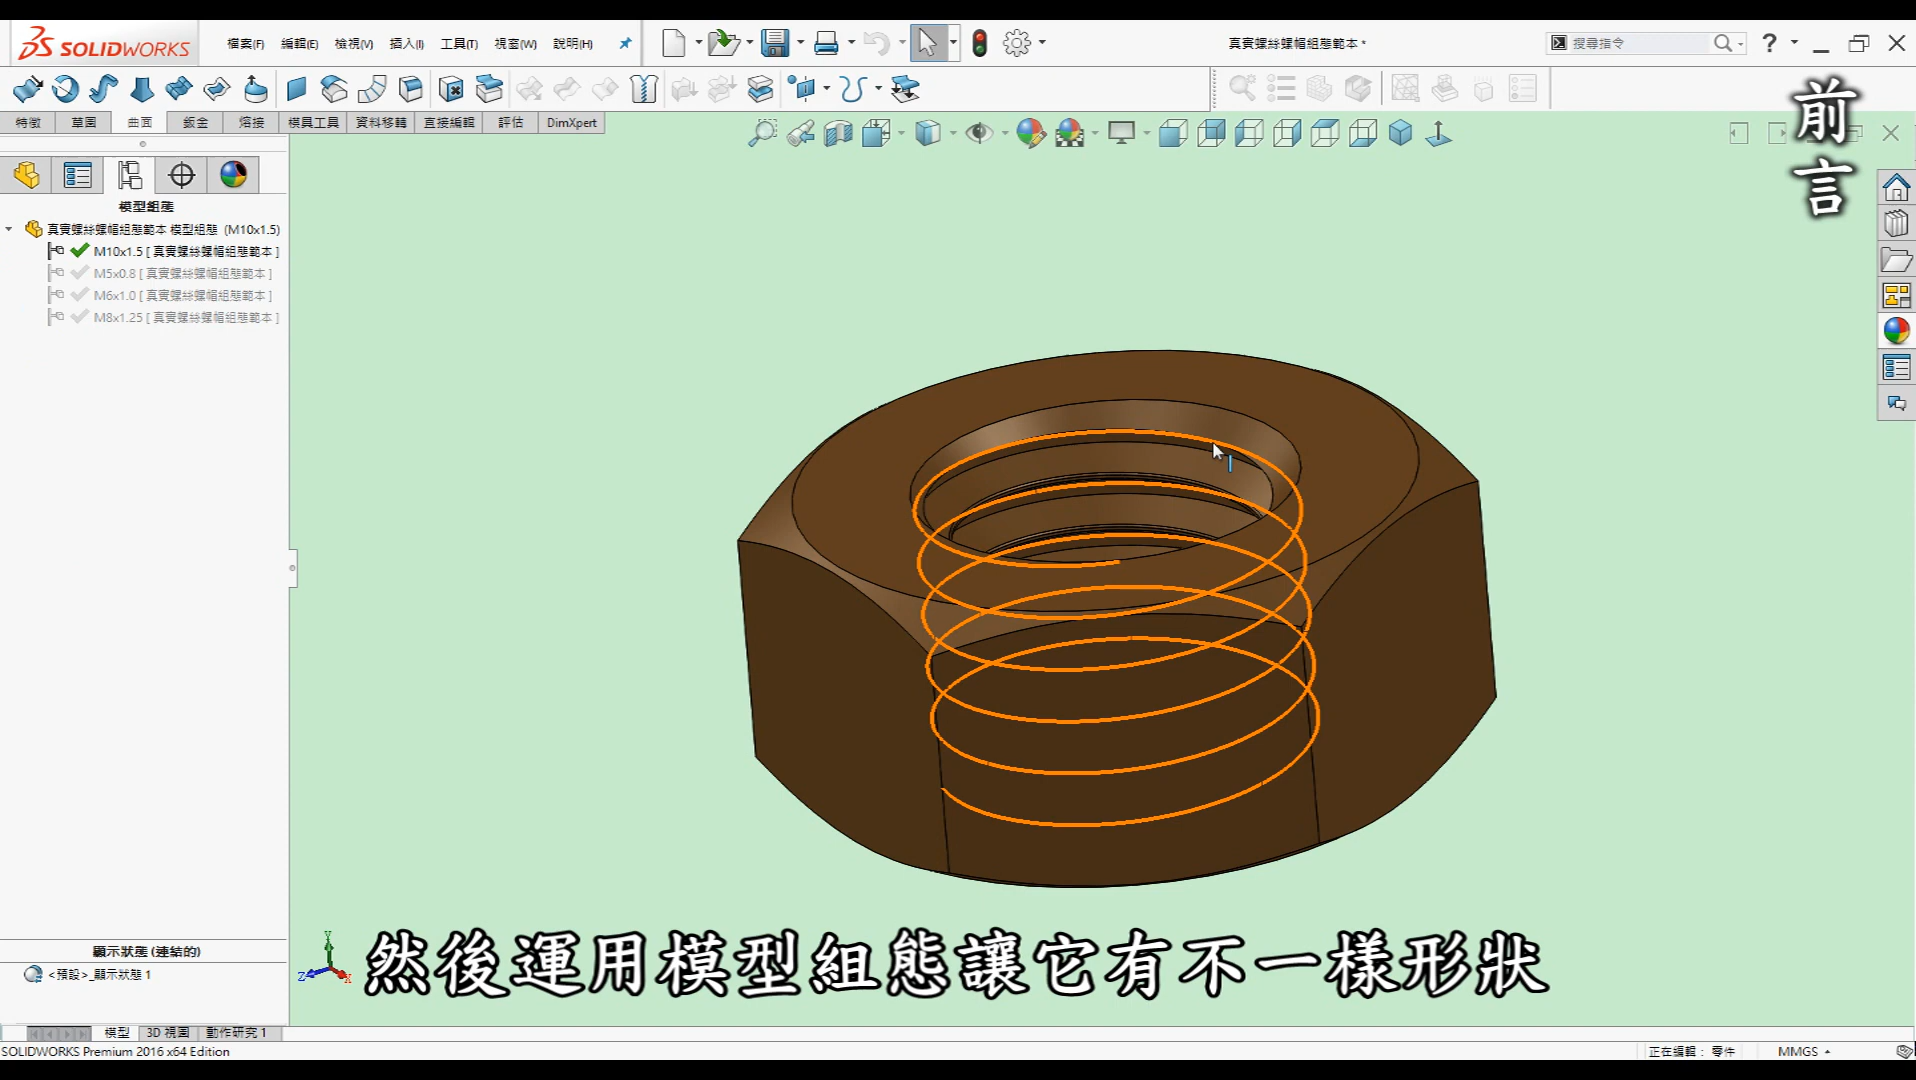 SOLIDWORKS
檔案(F) 編輯(E) 檢視(V) 插入(I) 工具(T) 視窗(W) 說明(H)
真實螺絲螺帽組態範本 *
搜尋指令
前言
特徵 草圖 曲面 鈑金 熔接 模具工具 資料移轉 直接編輯 評估 DimXpert
模型組態
真實螺絲螺帽組態範本 模型組態 (M10x1.5)
M10x1.5 [ 真實螺絲螺帽組態範本 ]
M5x0.8 [ 真實螺絲螺帽組態範本 ]
M6x1.0 [ 真實螺絲螺帽組態範本 ]
M8x1.25 [ 真實螺絲螺帽組態範本 ]
顯示狀態 (連結的)
<預設>_顯示狀態 1
Y
Z
X
然後運用模型組態讓它有不一樣形狀
模型 3D 視圖 動作研究 1
SOLIDWORKS Premium 2016 x64 Edition
正在編輯： 零件
MMGS